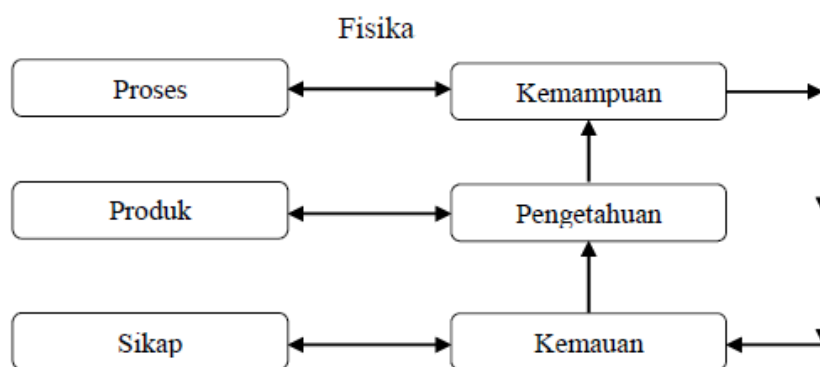 Fisika
Proses
Kemampuan
Produk
Pengetahuan
Sikap
Kemauan